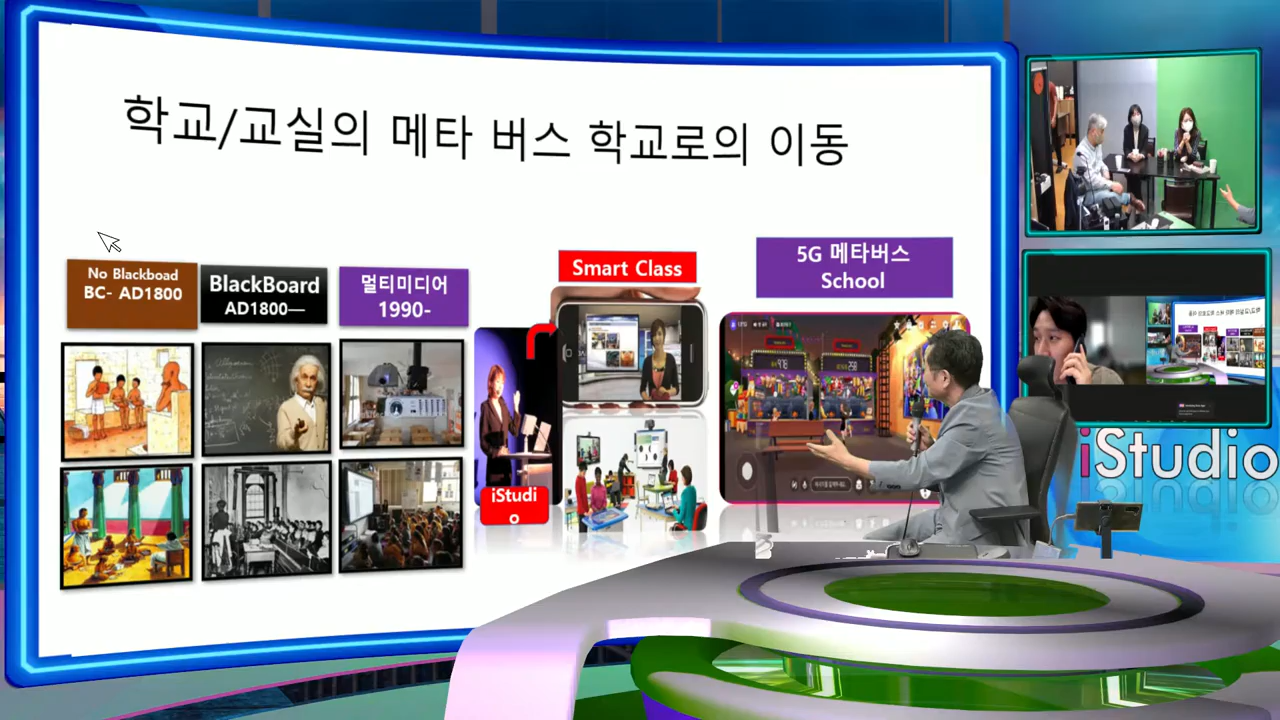 학교/교실의 메타 버스 학교로의 이동
No Blackboad
BC- AD1800
BlackBoard
AD1800—
멀티미디어
1990-
iStudi
o
Smart Class
5G 메타버스
School
iStudio